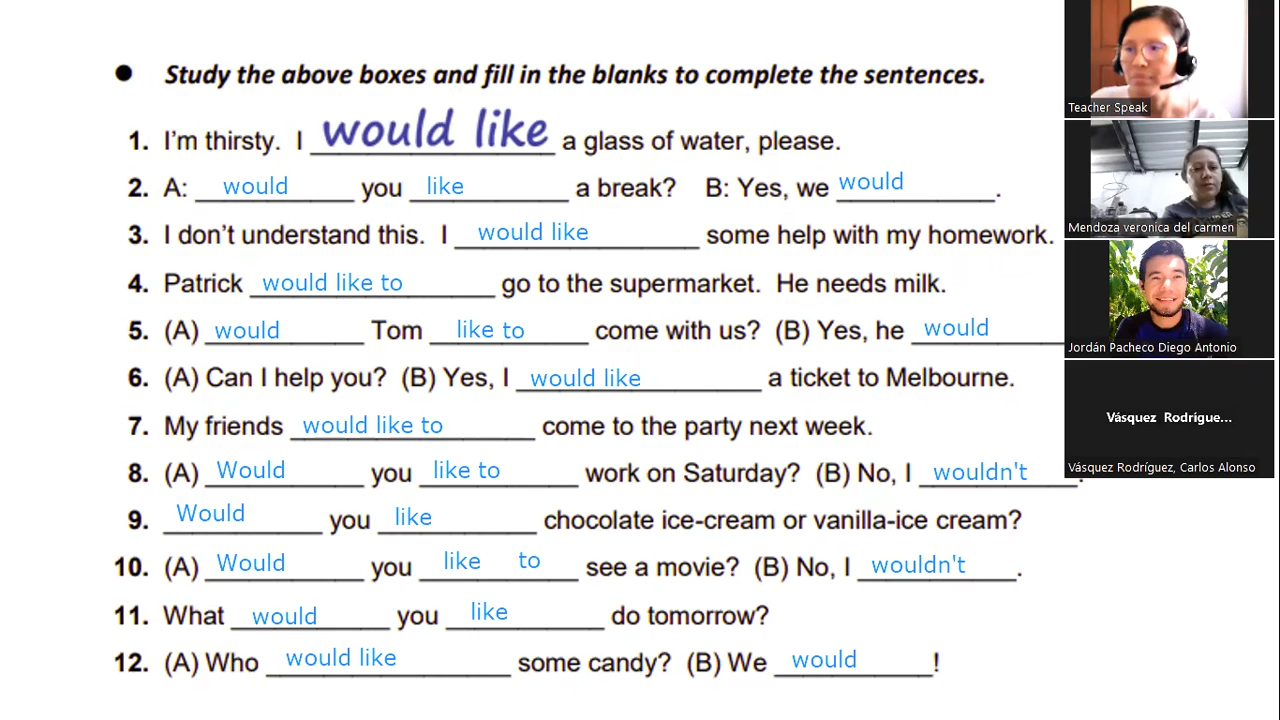 ● Study the above boxes and fill in the blanks to complete the sentences.
1. I'm thirsty. I would like a glass of water, please.
2. A: would you like a break? B: Yes, we would.
3. I don't understand this. I would like some help with my homework.
4. Patrick would like to go to the supermarket. He needs milk.
5. (A) would Tom like to come with us? (B) Yes, he would
6. (A) Can I help you? (B) Yes, I would like a ticket to Melbourne.
7. My friends would like to come to the party next week.
8. (A) Would you like to work on Saturday? (B) No, I wouldn't.
9. Would you like chocolate ice-cream or vanilla-ice cream?
10. (A) Would you like to see a movie? (B) No, I wouldn't.
11. What would you like do tomorrow?
12. (A) Who would like some candy? (B) We would!
Teacher Speak
Mendoza veronica del carmen
Jordán Pacheco Diego Antonio
Vásquez Rodrígue...
Vásquez Rodríguez, Carlos Alonso